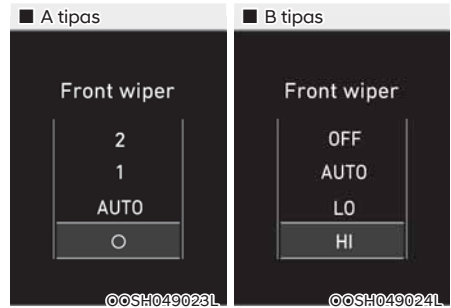 ■ A tipas
Front wiper
2
1
AUTO
○
OOSH049023L
■ B tipas
Front wiper
OFF
AUTO
LO
HI
OOSH049024L